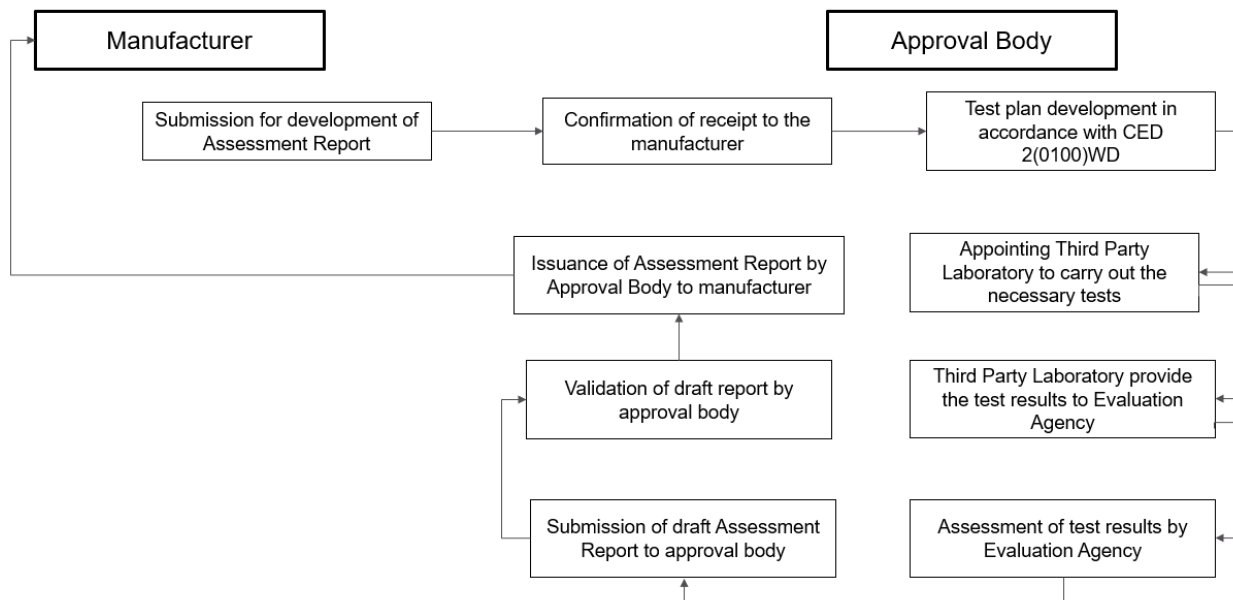 Manufacturer
Approval Body
Submission for development of
Assessment Report
Confirmation of receipt to the
manufacturer
Test plan development in
accordance with CED
2(0100)WD
Issuance of Assessment Report by
Approval Body to manufacturer
Appointing Third Party
Laboratory to carry out the
necessary tests
Validation of draft report by
approval body
Third Party Laboratory provide
the test results to Evaluation
Agency
Submission of draft Assessment
Report to approval body
Assessment of test results by
Evaluation Agency